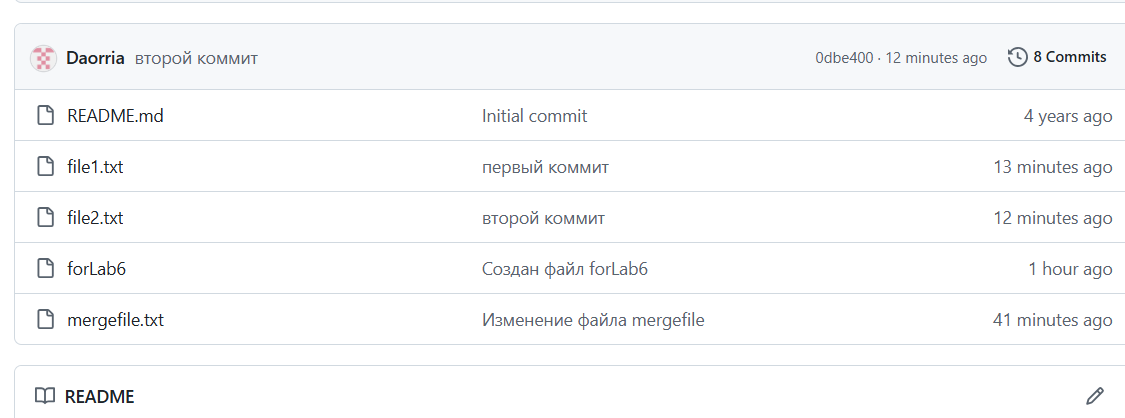 Daorria второй коммит 0dbe400 · 12 minutes ago 8 Commits
README.md Initial commit 4 years ago
file1.txt первый коммит 13 minutes ago
file2.txt второй коммит 12 minutes ago
forLab6 Создан файл forLab6 1 hour ago
mergefile.txt Изменение файла mergefile 41 minutes ago
README